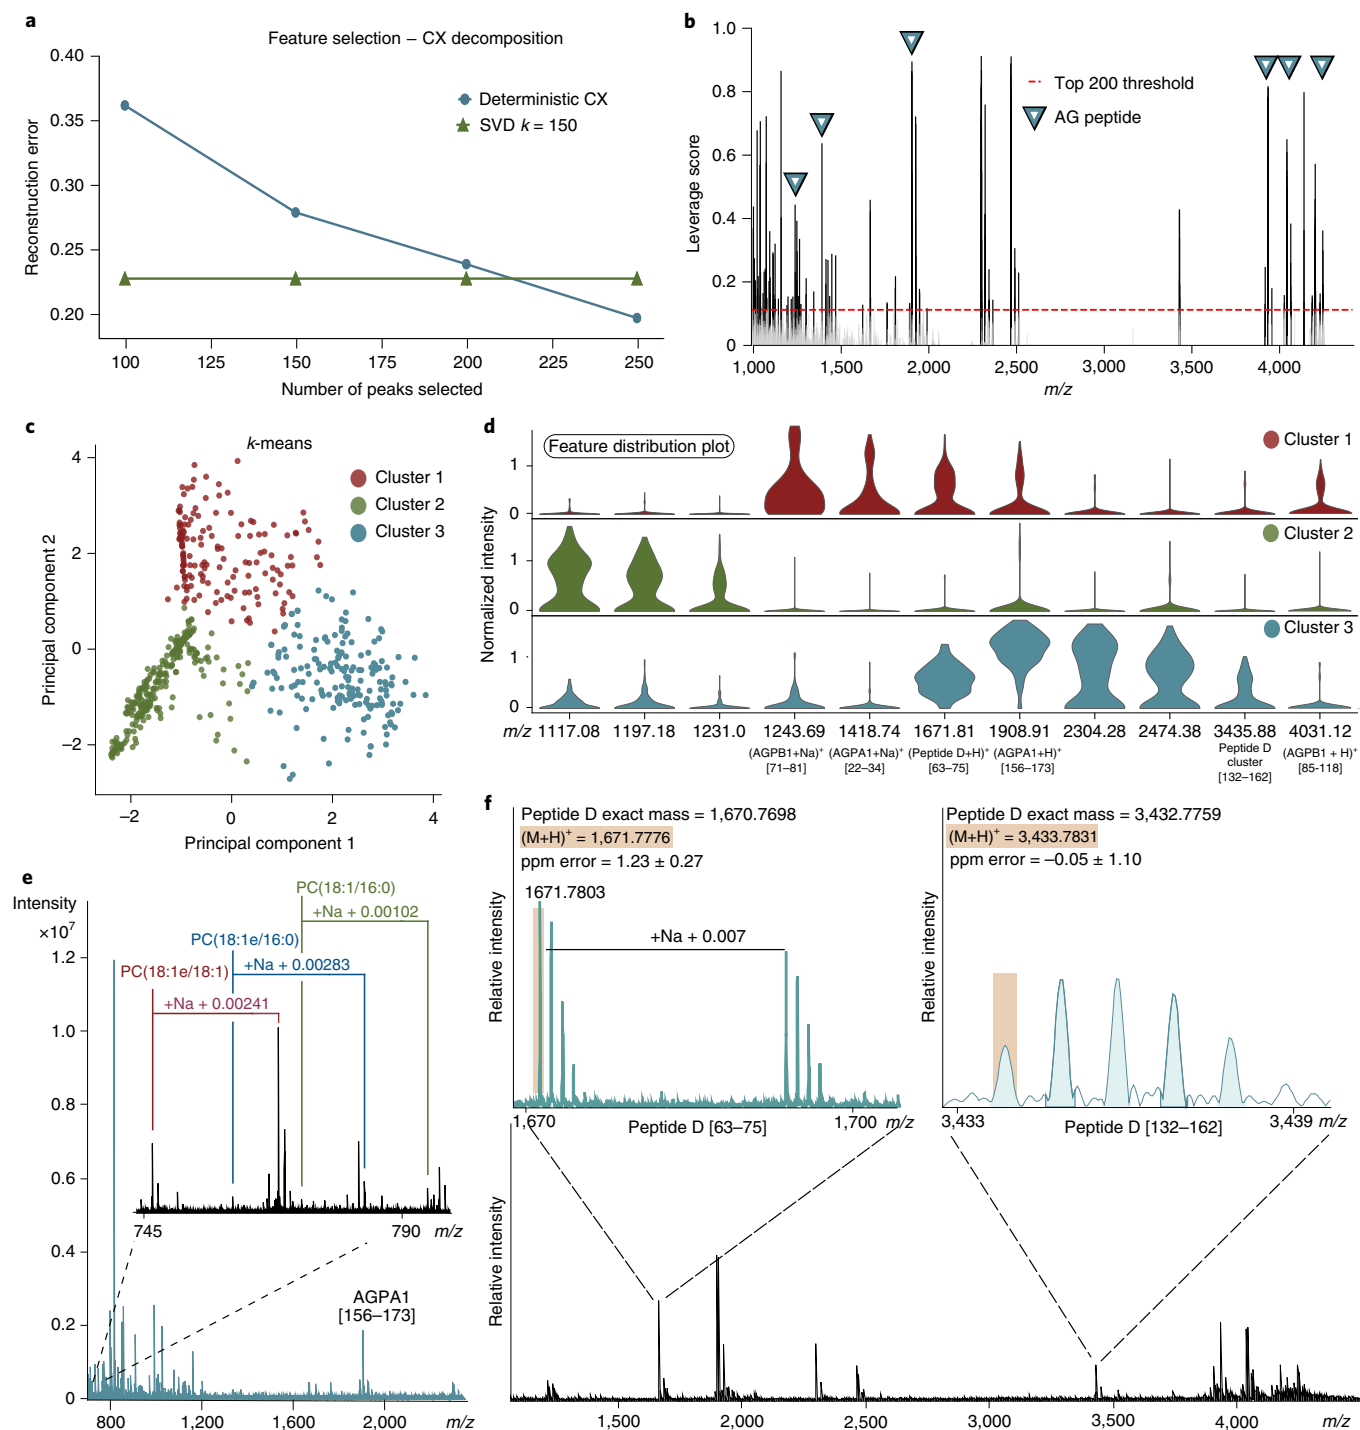 a
Feature selection – CX decomposition
0.40
0.35
0.30
0.25
0.20
Reconstruction error
Deterministic CX
SVD k = 150
100
125
150
175
200
225
250
Number of peaks selected
b
1.0
0.8
0.6
0.4
0.2
0
Leverage score
Top 200 threshold
AG peptide
1,000
1,500
2,000
2,500
3,000
3,500
4,000
m/z
c
k-means
Cluster 1
Cluster 2
Cluster 3
4
2
0
–2
Principal component 2
–2
0
2
4
Principal component 1
d
Feature distribution plot
Cluster 1
Cluster 2
Cluster 3
1
0
1
0
1
0
Normalized intensity
m/z
1117.08
1197.18
1231.0
1243.69
(AGPB1+Na)+
[71–81]
1418.74
(AGPA1+Na)+
[22–34]
1671.81
(Peptide D+H)+
[63–75]
1908.91
(AGPA1+H)+
[156–173]
2304.28
2474.38
3435.88
Peptide D
cluster
[132–162]
4031.12
(AGPB1 + H)+
[85-118]
e
Intensity
×10⁷
1.2
1.0
0.8
0.6
0.4
0.2
0
PC(18:1/16:0)
+Na + 0.00102
PC(18:1e/16:0)
+Na + 0.00283
PC(18:1e/18:1)
+Na + 0.00241
745
790
m/z
AGPA1
[156–173]
800
1,200
1,600
2,000
m/z
f
Peptide D exact mass = 1,670.7698
(M+H)+ = 1,671.7776
ppm error = 1.23 ± 0.27
1671.7803
+Na + 0.007
Relative intensity
1,670
1,700
m/z
Peptide D [63–75]
Peptide D exact mass = 3,432.7759
(M+H)+ = 3,433.7831
ppm error = –0.05 ± 1.10
Relative intensity
3,433
3,439
m/z
Peptide D [132–162]
Relative intensity
1,500
2,000
2,500
3,000
3,500
4,000
m/z